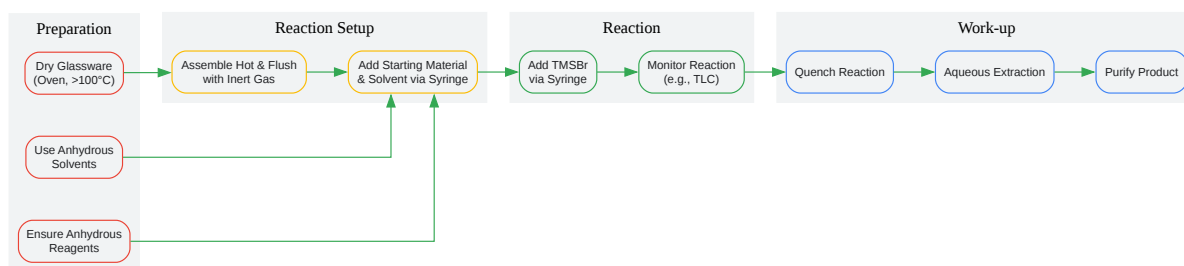 Preparation
Dry Glassware
(Oven, >100°C)
Use Anhydrous
Solvents
Ensure Anhydrous
Reagents
Reaction Setup
Assemble Hot & Flush
with Inert Gas
Add Starting Material
& Solvent via Syringe
Reaction
Add TMSBr
via Syringe
Monitor Reaction
(e.g., TLC)
Work-up
Quench Reaction
Aqueous Extraction
Purify Product